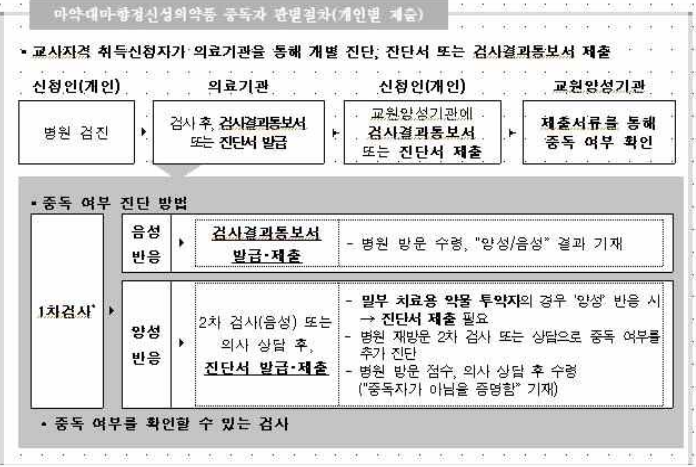 마약대마향정신성의약품 중독자 판별절차(개인별 제출)
▪ 교사자격 취득신청자가 의료기관을 통해 개별 진단, 진단서 또는 검사결과통보서 제출
신청인(개인) 의료기관 신청인(개인) 교원양성기관
병원 검진
▶
검사 후, 검사결과통보서
또는 진단서 발급
▶
교원양성기관에
검사결과통보서
또는 진단서 제출
▶
제출서류를 통해
중독 여부 확인
▪ 중독 여부 진단 방법
1차검사* ▶
음성
반응
▶
검사결과통보서
발급·제출
- 병원 방문 수령, "양성/음성" 결과 기재
양성
반응
▶
2차 검사(음성) 또는
의사 상담 후,
진단서 발급·제출
- 일부 치료용 약물 투약자의 경우 '양성' 반응 시
→ 진단서 제출 필요
- 병원 재방문 2차 검사 또는 상담으로 중독 여부를
추가 진단
- 병원 방문 접수, 의사 상담 후 수령
("중독자가 아님을 증명함" 기재)
• 중독 여부를 확인할 수 있는 검사